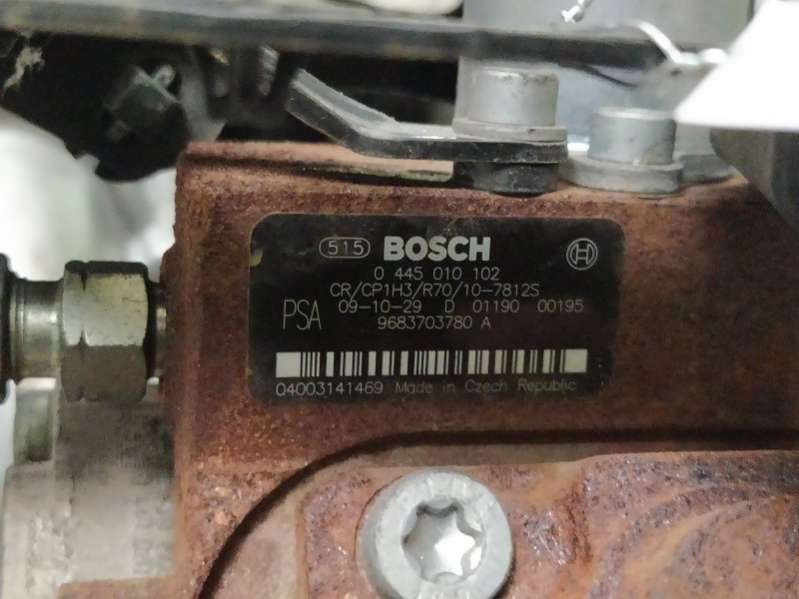 515 BOSCH
0 445 010 102
CR/CP1H3/R70/10-7812S
PSA 09-10-29 D 01190 00195
9683703780 A
04003141469 Made in Czech Republic